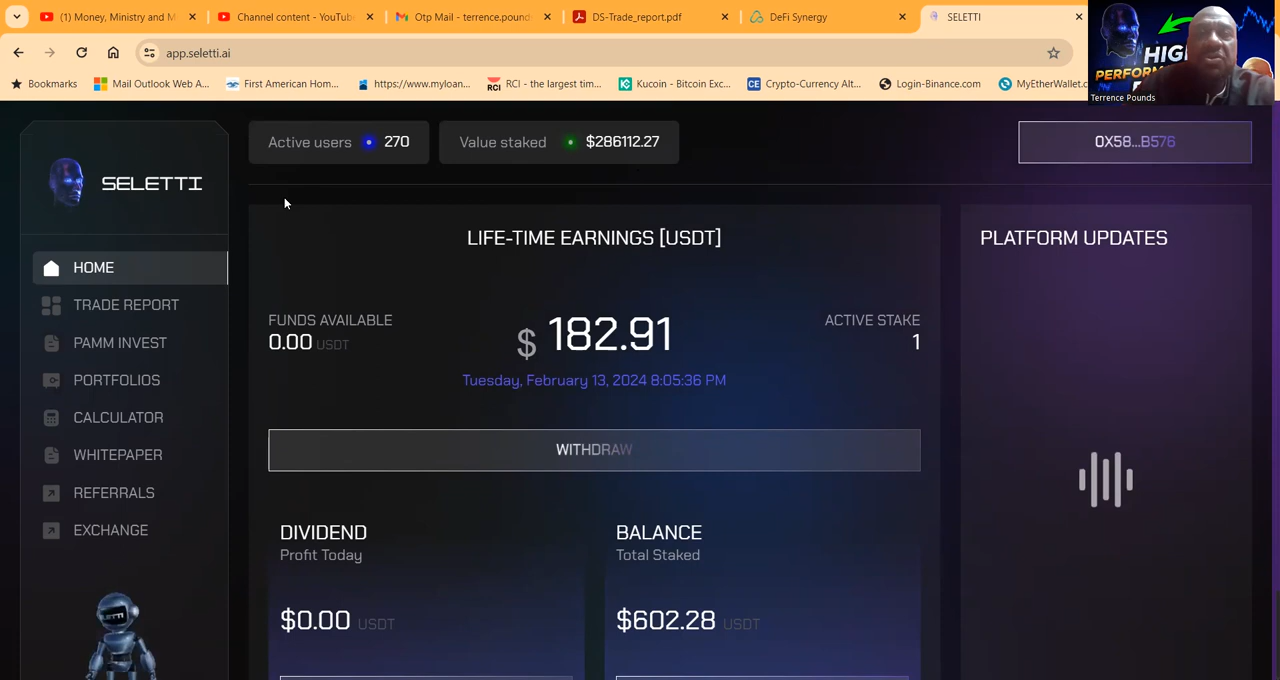 (1) Money, Ministry and M
Channel content - YouTub
Otp Mail - terrence.pound
DS-Trade_report.pdf
DeFi Synergy
SELETTI
app.seletti.ai
Bookmarks
Mail Outlook Web A...
First American Hom...
https://www.myloan...
RCI - the largest tim...
Kucoin - Bitcoin Exc...
Crypto-Currency Alt...
Login-Binance.com
MyEtherWallet.c
HIG
PERFORM
Terrence Pounds
Active users 270
Value staked $286112.27
0X58...B576
SELETTI
HOME
TRADE REPORT
PAMM INVEST
PORTFOLIOS
CALCULATOR
WHITEPAPER
REFERRALS
EXCHANGE
LIFE-TIME EARNINGS [USDT]
FUNDS AVAILABLE
0.00 USDT
$ 182.91
Tuesday, February 13, 2024 8:05:36 PM
ACTIVE STAKE
1
WITHDRAW
DIVIDEND
Profit Today
$0.00 USDT
BALANCE
Total Staked
$602.28 USDT
PLATFORM UPDATES